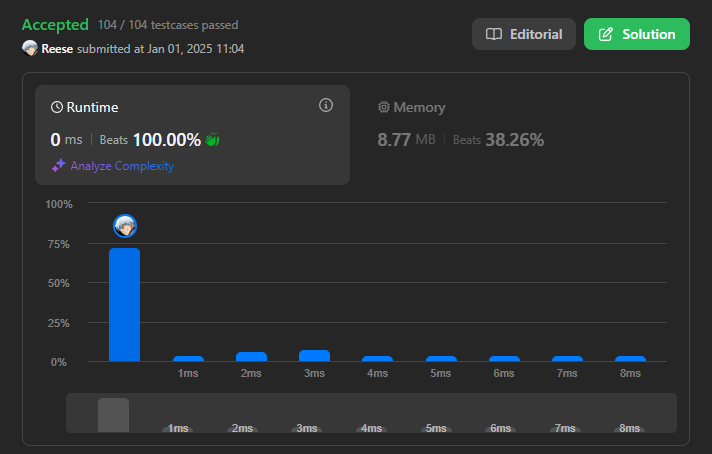 Accepted 104 / 104 testcases passed
Editorial
Solution
Reese submitted at Jan 01, 2025 11:04
Runtime
0 ms Beats 100.00%
Analyze Complexity
Memory
8.77 MB Beats 38.26%
100%
75%
50%
25%
0%
1ms 2ms 3ms 4ms 5ms 6ms 7ms 8ms
1ms 2ms 3ms 4ms 5ms 6ms 7ms 8ms